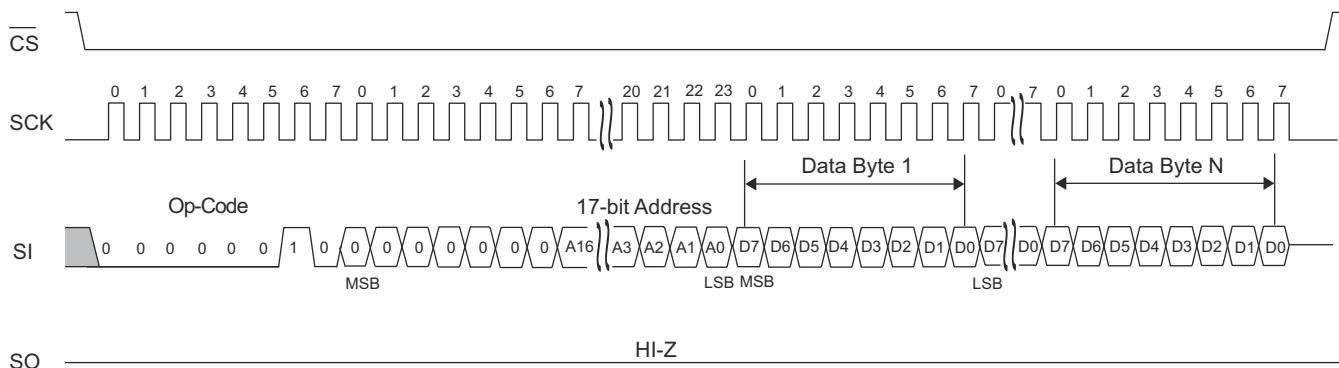 CS
0 1 2 3 4 5 6 7 0 1 2 3 4 5 6 7 20 21 22 23 0 1 2 3 4 5 6 7 0 7 0 1 2 3 4 5 6 7
SCK
Data Byte 1 Data Byte N
Op-Code 17-bit Address
SI 0 0 0 0 0 0 1 0 0 0 0 0 0 0 0 A16 A3 A2 A1 A0 D7 D6 D5 D4 D3 D2 D1 D0 D7 D0 D7 D6 D5 D4 D3 D2 D1 D0
MSB LSB MSB LSB
HI-Z
SO